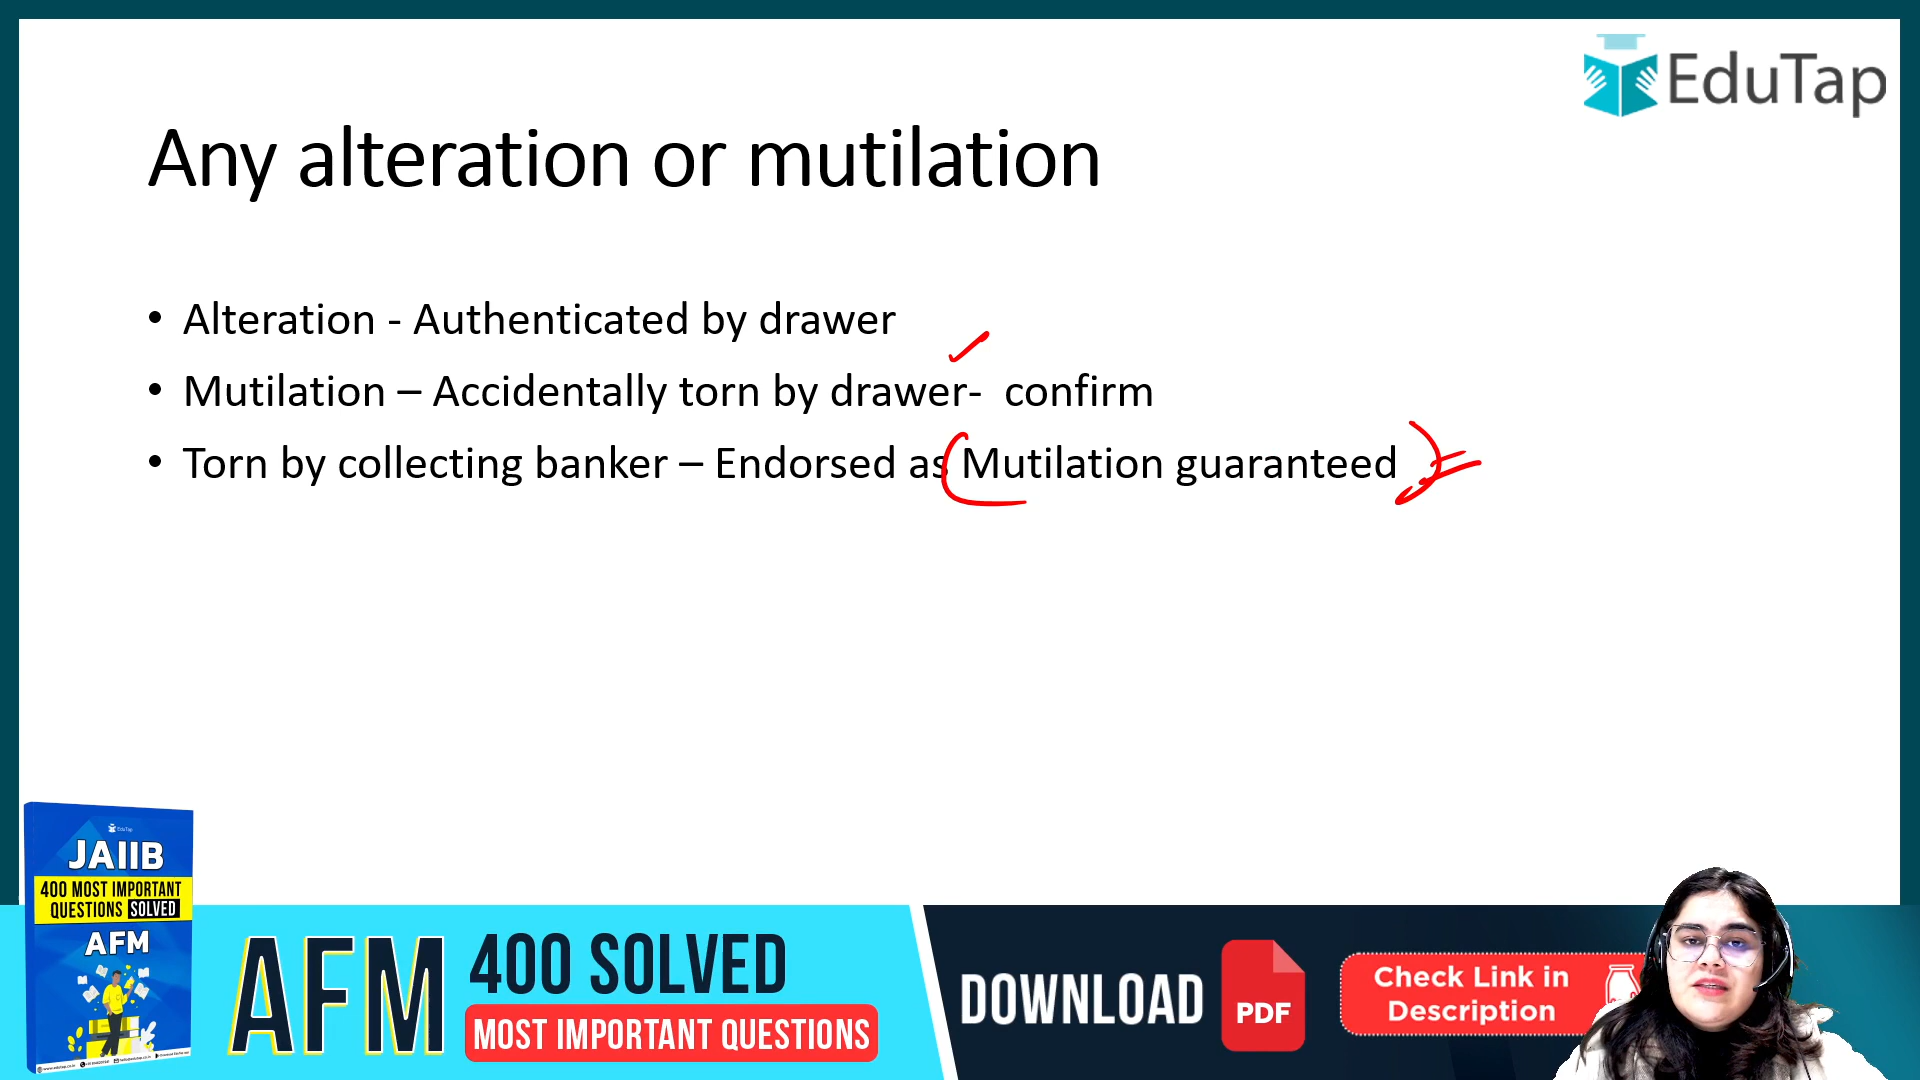 EduTap
Any alteration or mutilation
• Alteration - Authenticated by drawer
• Mutilation – Accidentally torn by drawer- confirm
• Torn by collecting banker – Endorsed as Mutilation guaranteed
EduTap
JAIIB
400 MOST IMPORTANT
QUESTIONS SOLVED
AFM
AFM
400 SOLVED
MOST IMPORTANT QUESTIONS
DOWNLOAD
PDF
Check Link in
Description